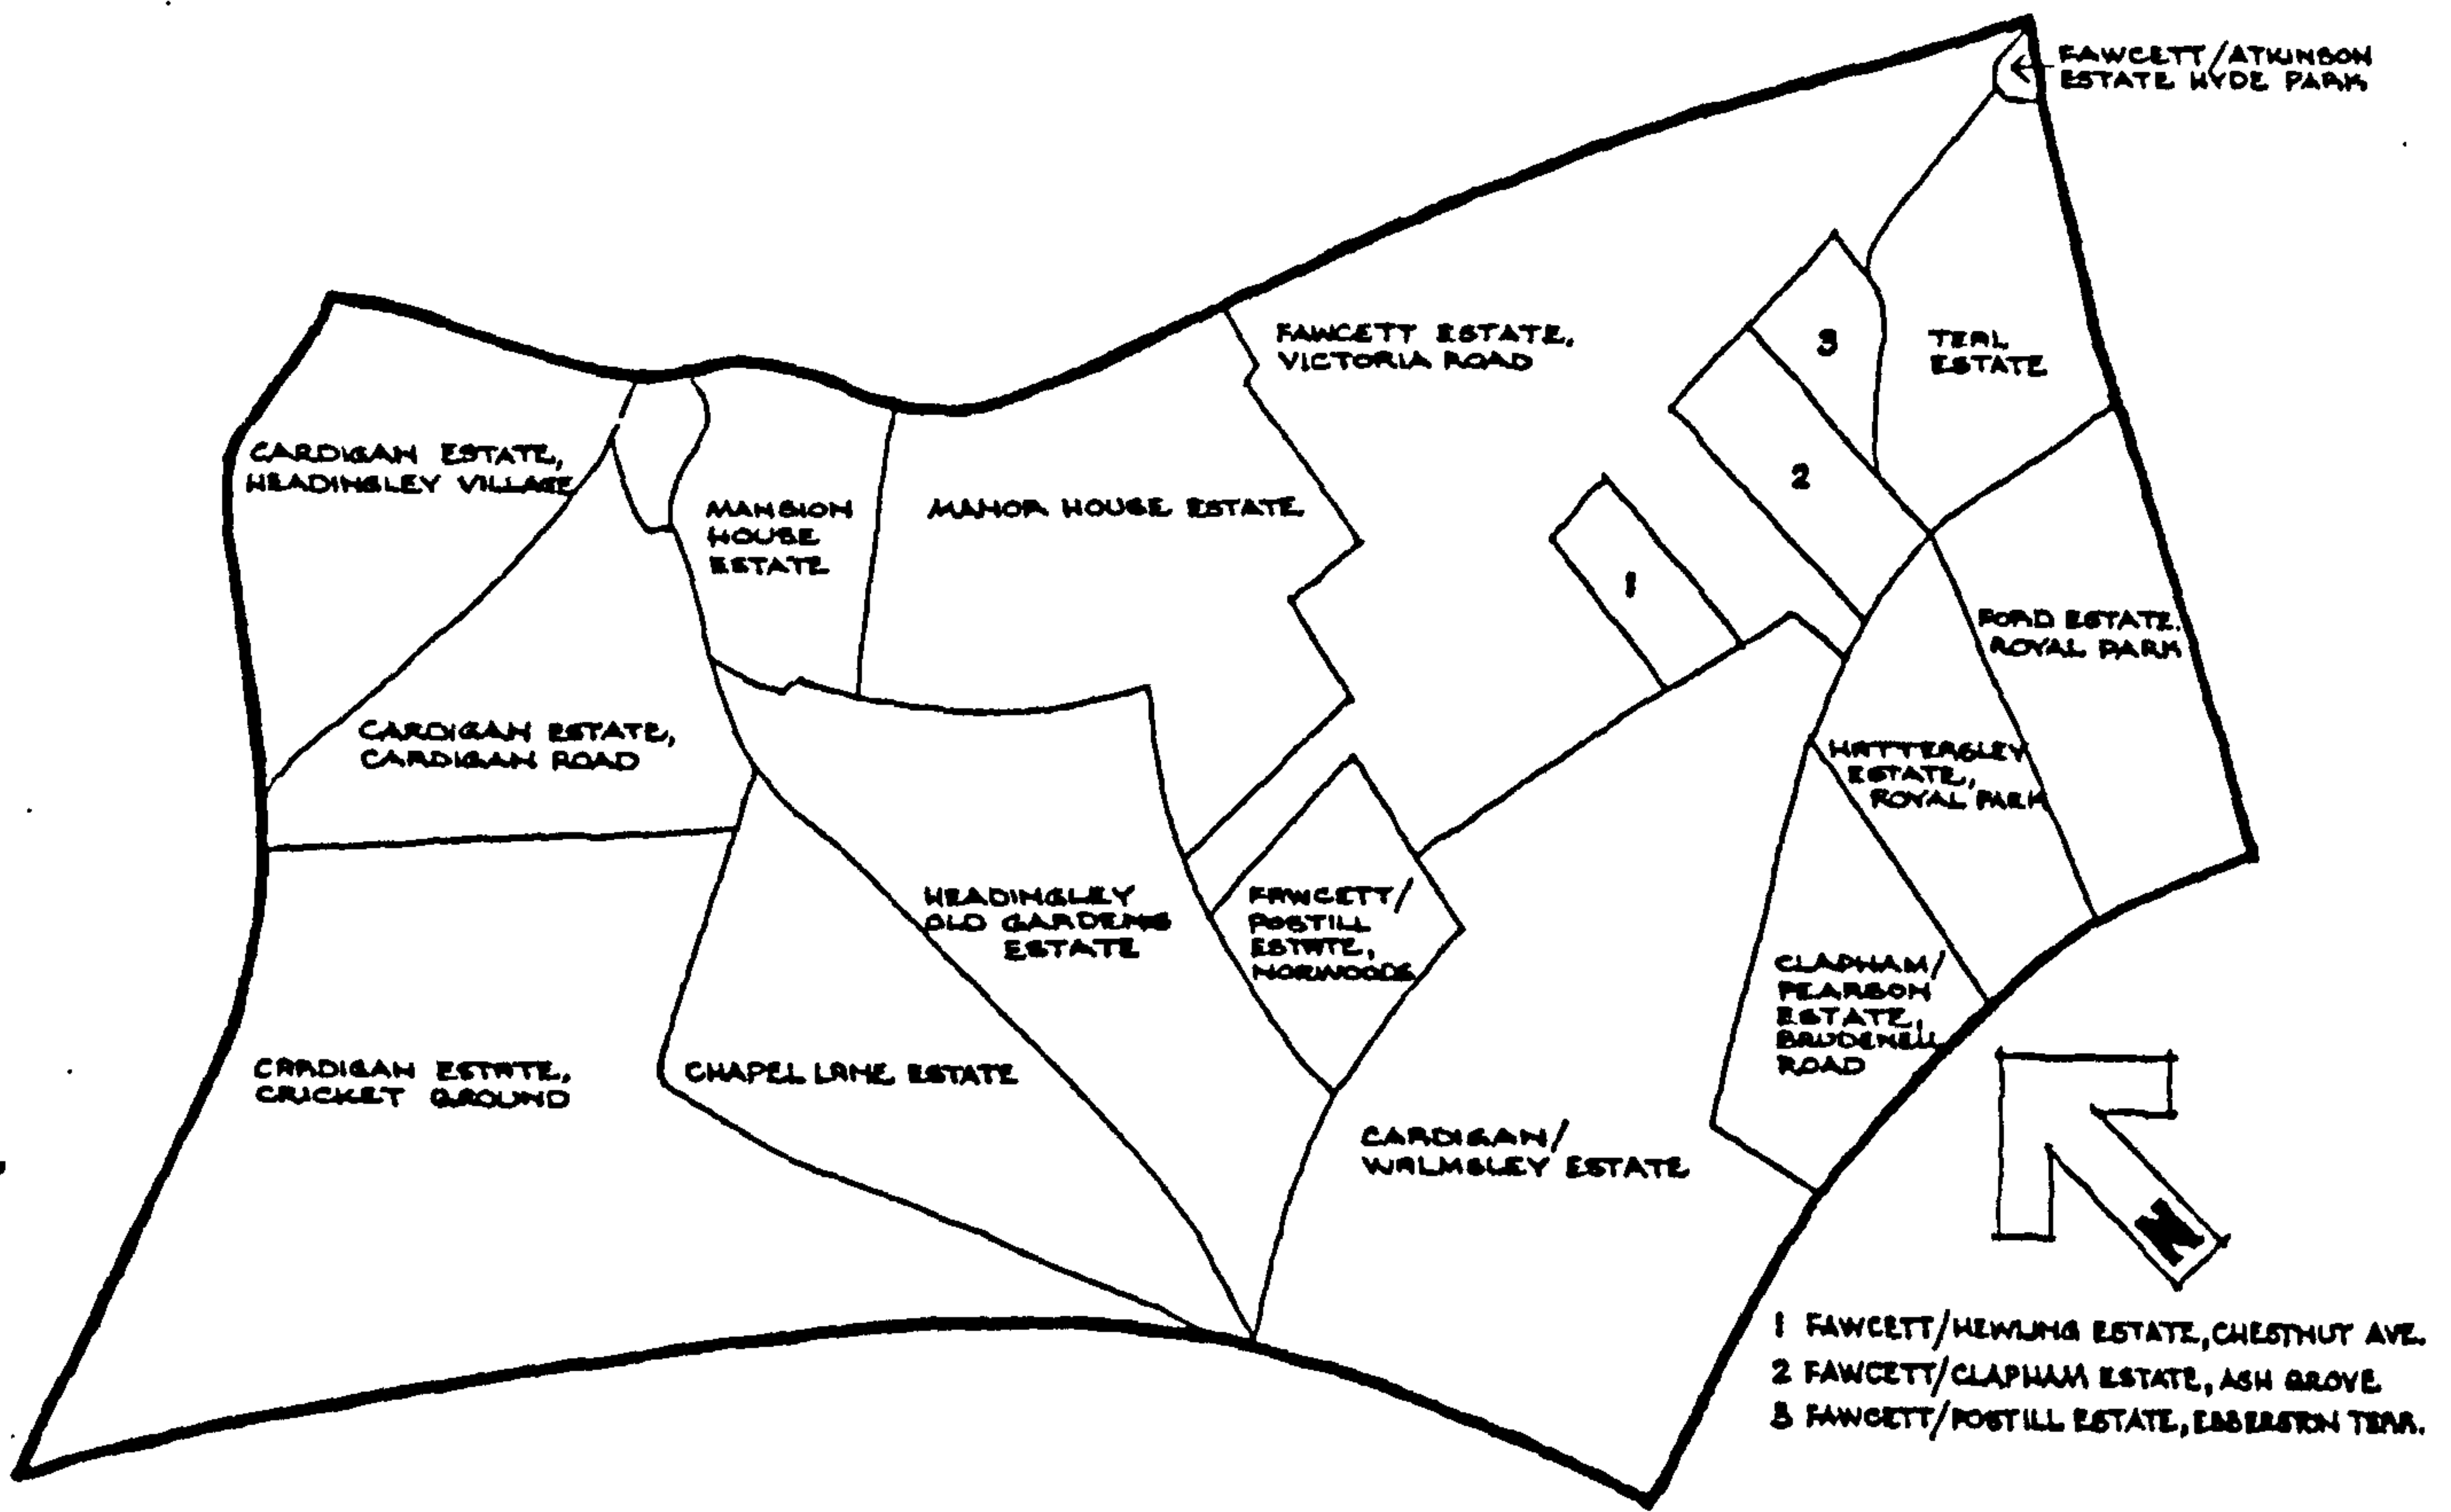 FAWCETT/ATKINSON
ESTATE HYDE PARK
FAWCETT ESTATE,
VICTORIA ROAD
3
TEAL
ESTATE
CARDIGAN ESTATE,
HEADINGLEY VILLAGE
2
MANSION
HOUSE
ESTATE
MANOR HOUSE ESTATE
1
FORD ESTATE,
ROYAL PARK
CARDIGAN ESTATE,
CARDIGAN ROAD
HATTERSLEY
ESTATE,
ROYAL PARK
HEADINGLEY
OLD GARDENS
ESTATE
FAWCETT/
POSTILL
ESTATE,
NORWOODS
CLAPHAM/
PEARSON
ESTATE,
BRUDENELL
ROAD
CARDIGAN ESTATE,
CRICKET GROUND
CHAPEL LANE ESTATE
CARDIGAN/
WALMSLEY ESTATE
N
1 FAWCETT/NEWLING ESTATE, CHESTNUT AVE.
2 FAWCETT/CLAPHAM ESTATE, ASH GROVE
3 FAWCETT/POSTILL ESTATE, EBBERSTON TERR.